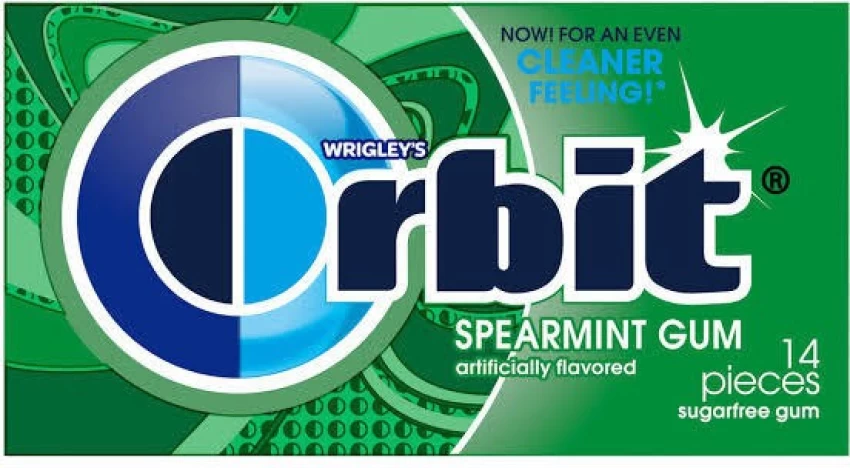 NOW! FOR AN EVEN
CLEANER
FEELING!*
WRIGLEY'S
Orbit®
SPEARMINT GUM
artificially flavored
14
pieces
sugarfree gum